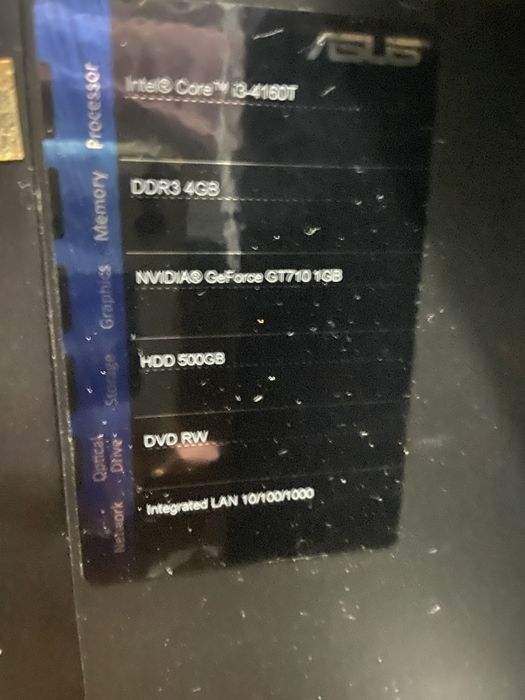 ASUS
Processor
Intel® Core™ i3-4160T
Memory
DDR3 4GB
Graphics
NVIDIA® GeForce GT710 1GB
Storage
HDD 500GB
Optical Drive
DVD RW
Network
Integrated LAN 10/100/1000